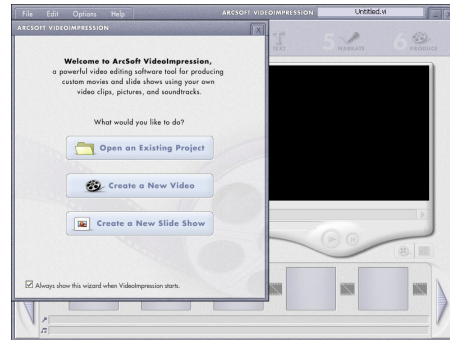 File Edit Options Help
ARCSOFT VIDEOIMPRESSION
Untitled.vi
ARCSOFT VIDEOIMPRESSION
X
TEXT
5 NARRATE
6 PRODUCE
Welcome to ArcSoft VideoImpression,
a powerful video editing software tool for producing
custom movies and slide shows using your own
video clips, pictures, and soundtracks.
What would you like to do?
Open an Existing Project
Create a New Video
Create a New Slide Show
Always show this wizard when VideoImpression starts.